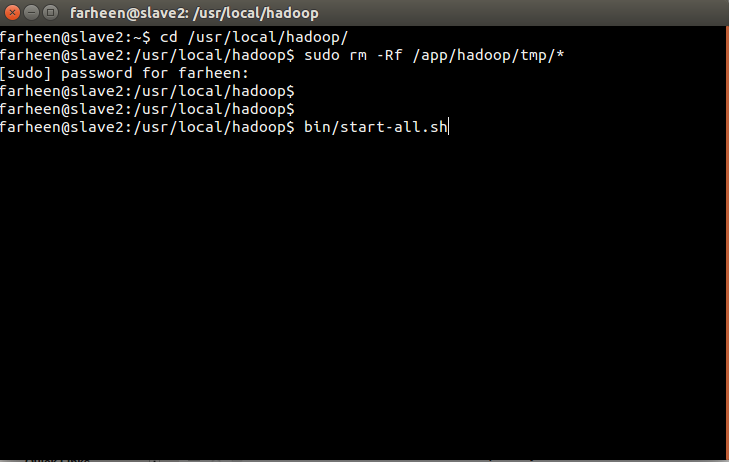 farheen@slave2: /usr/local/hadoop
farheen@slave2:~$ cd /usr/local/hadoop/
farheen@slave2:/usr/local/hadoop$ sudo rm -Rf /app/hadoop/tmp/*
[sudo] password for farheen:
farheen@slave2:/usr/local/hadoop$
farheen@slave2:/usr/local/hadoop$
farheen@slave2:/usr/local/hadoop$ bin/start-all.sh